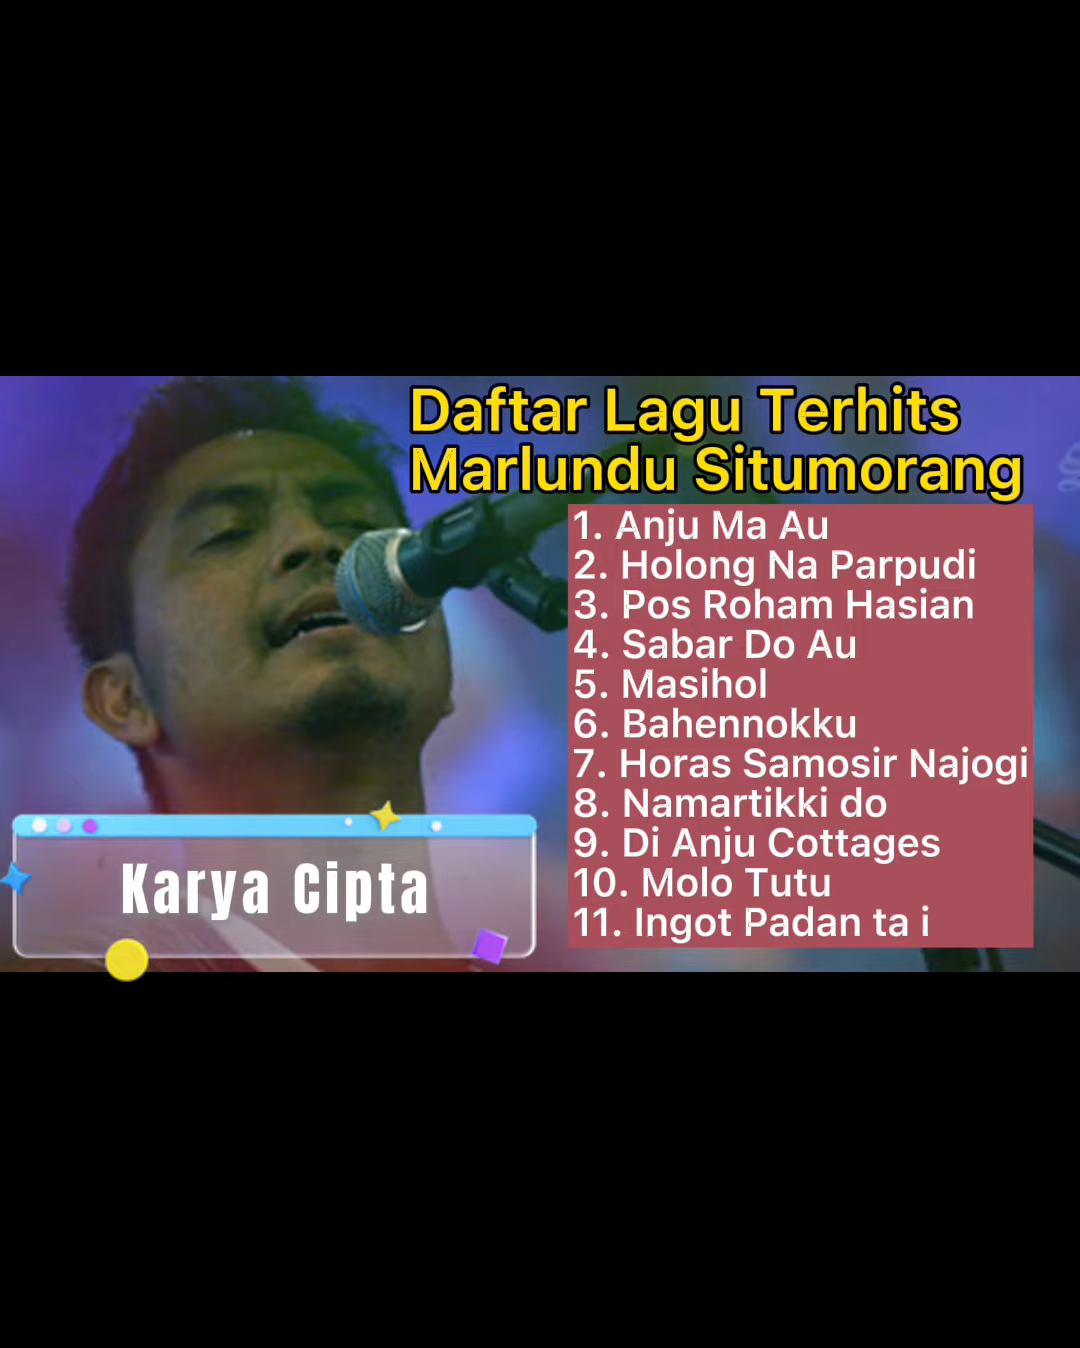 Daftar Lagu Terhits
Marlundu Situmorang
1. Anju Ma Au
2. Holong Na Parpudi
3. Pos Roham Hasian
4. Sabar Do Au
5. Masihol
6. Bahennokku
7. Horas Samosir Najogi
8. Namartikki do
9. Di Anju Cottages
10. Molo Tutu
11. Ingot Padan ta i
Karya Cipta